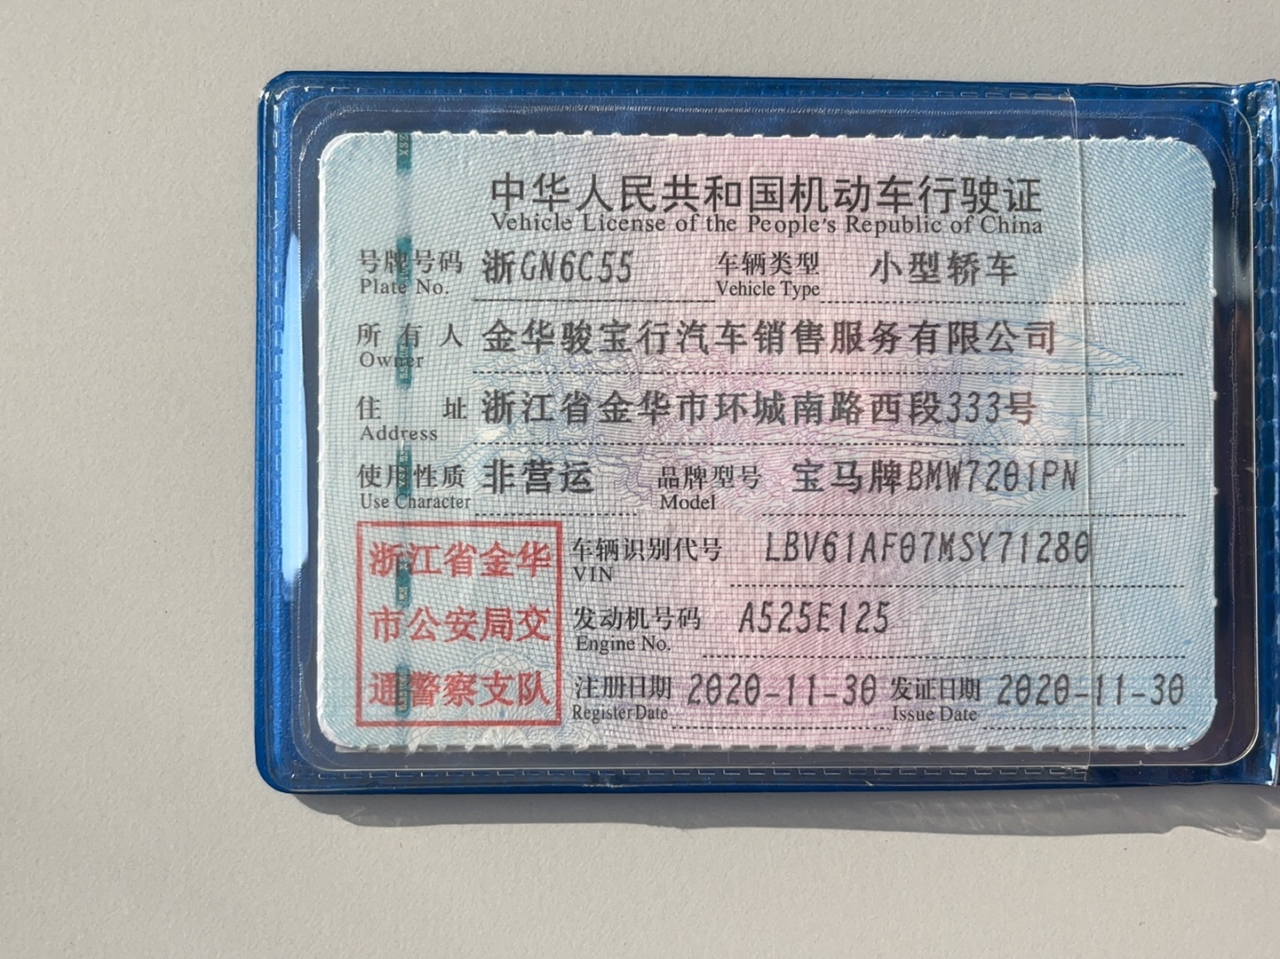 中华人民共和国机动车行驶证
Vehicle License of the People's Republic of China
号牌号码 浙GN6C55 车辆类型 小型轿车
Plate No. Vehicle Type
所有人 金华骏宝行汽车销售服务有限公司
Owner
住址 浙江省金华市环城南路西段333号
Address
使用性质 非营运 品牌型号 宝马牌BMW7201PN
Use Character Model
浙江省金华
市公安局交
通警察支队
车辆识别代号 LBV61AF07MSY71280
VIN
发动机号码 A525E125
Engine No.
注册日期 2020-11-30 发证日期 2020-11-30
Register Date Issue Date